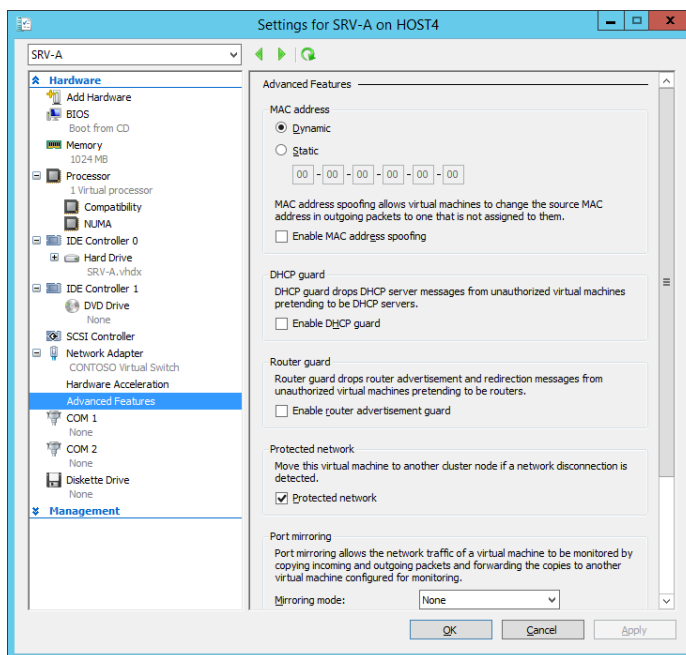 Settings for SRV-A on HOST4
SRV-A
Hardware
Add Hardware
BIOS
Boot from CD
Memory
1024 MB
Processor
1 Virtual processor
Compatibility
NUMA
IDE Controller 0
Hard Drive
SRV-A.vhdx
IDE Controller 1
DVD Drive
None
SCSI Controller
Network Adapter
CONTOSO Virtual Switch
Hardware Acceleration
Advanced Features
COM 1
None
COM 2
None
Diskette Drive
None
Management
Advanced Features
MAC address
Dynamic
Static
00 - 00 - 00 - 00 - 00 - 00
MAC address spoofing allows virtual machines to change the source MAC
address in outgoing packets to one that is not assigned to them.
Enable MAC address spoofing
DHCP guard
DHCP guard drops DHCP server messages from unauthorized virtual machines
pretending to be DHCP servers.
Enable DHCP guard
Router guard
Router guard drops router advertisement and redirection messages from
unauthorized virtual machines pretending to be routers.
Enable router advertisement guard
Protected network
Move this virtual machine to another cluster node if a network disconnection is
detected.
Protected network
Port mirroring
Port mirroring allows the network traffic of a virtual machine to be monitored by
copying incoming and outgoing packets and forwarding the copies to another
virtual machine configured for monitoring.
Mirroring mode: None
OK Cancel Apply